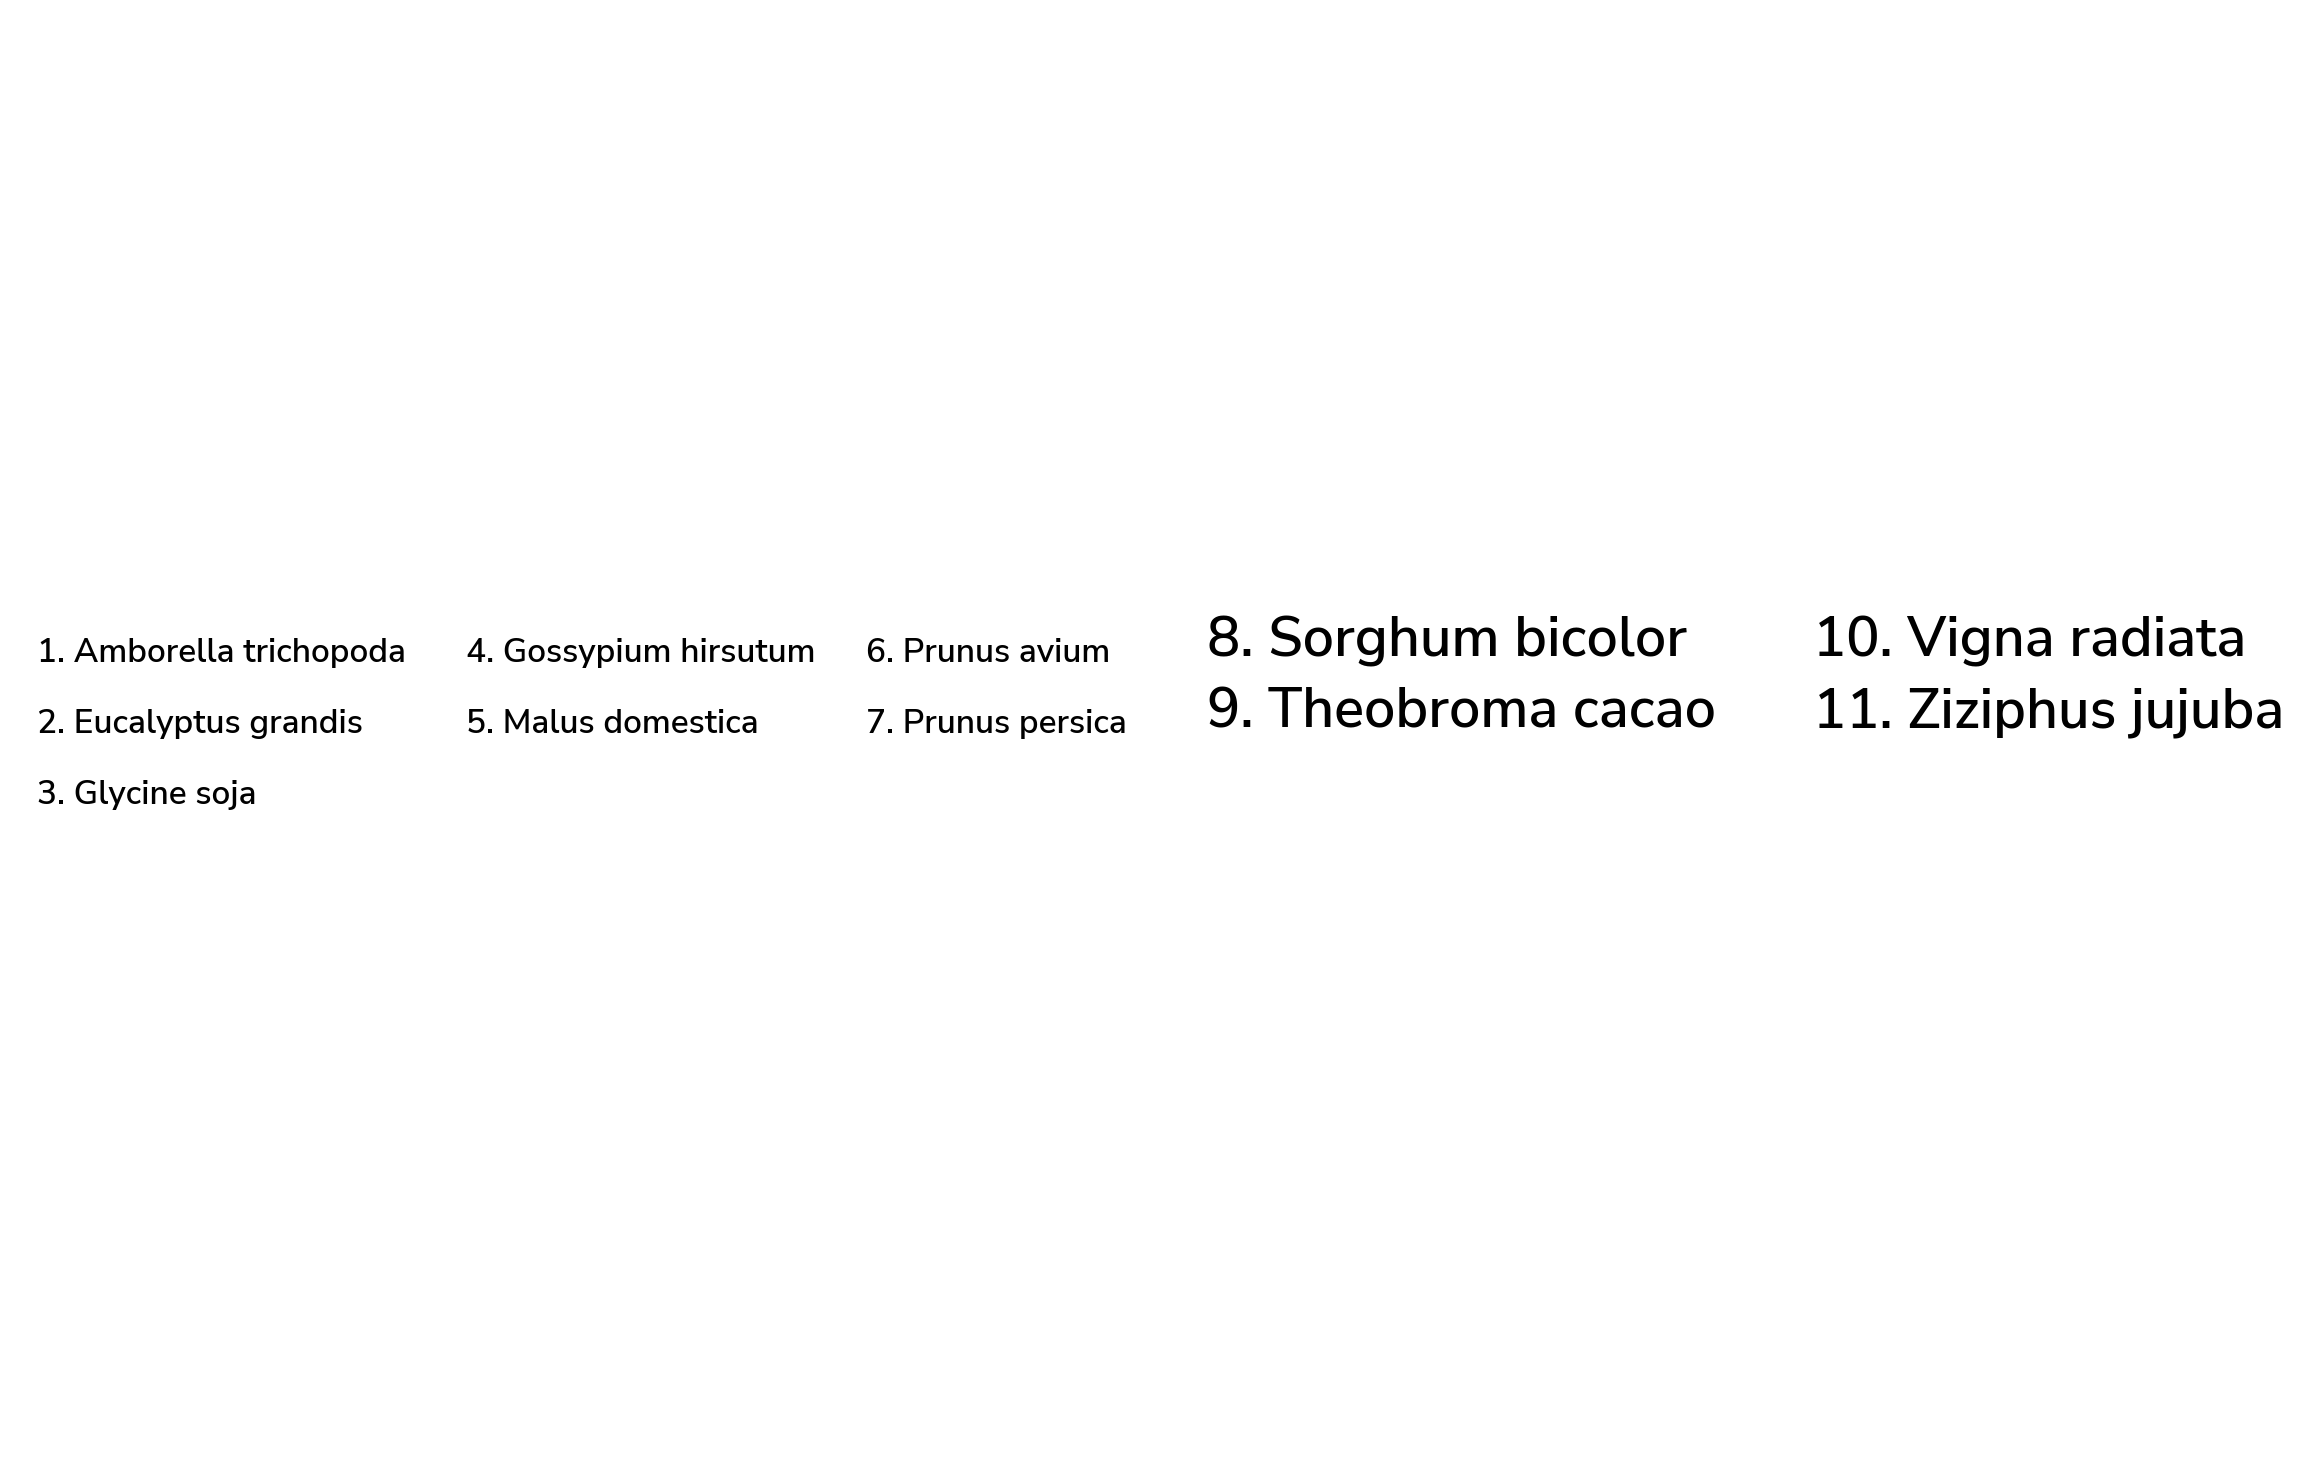 1. Amborella trichopoda
2. Eucalyptus grandis
3. Glycine soja
4. Gossypium hirsutum
5. Malus domestica
6. Prunus avium
7. Prunus persica
8. Sorghum bicolor
9. Theobroma cacao
10. Vigna radiata
11. Ziziphus jujuba